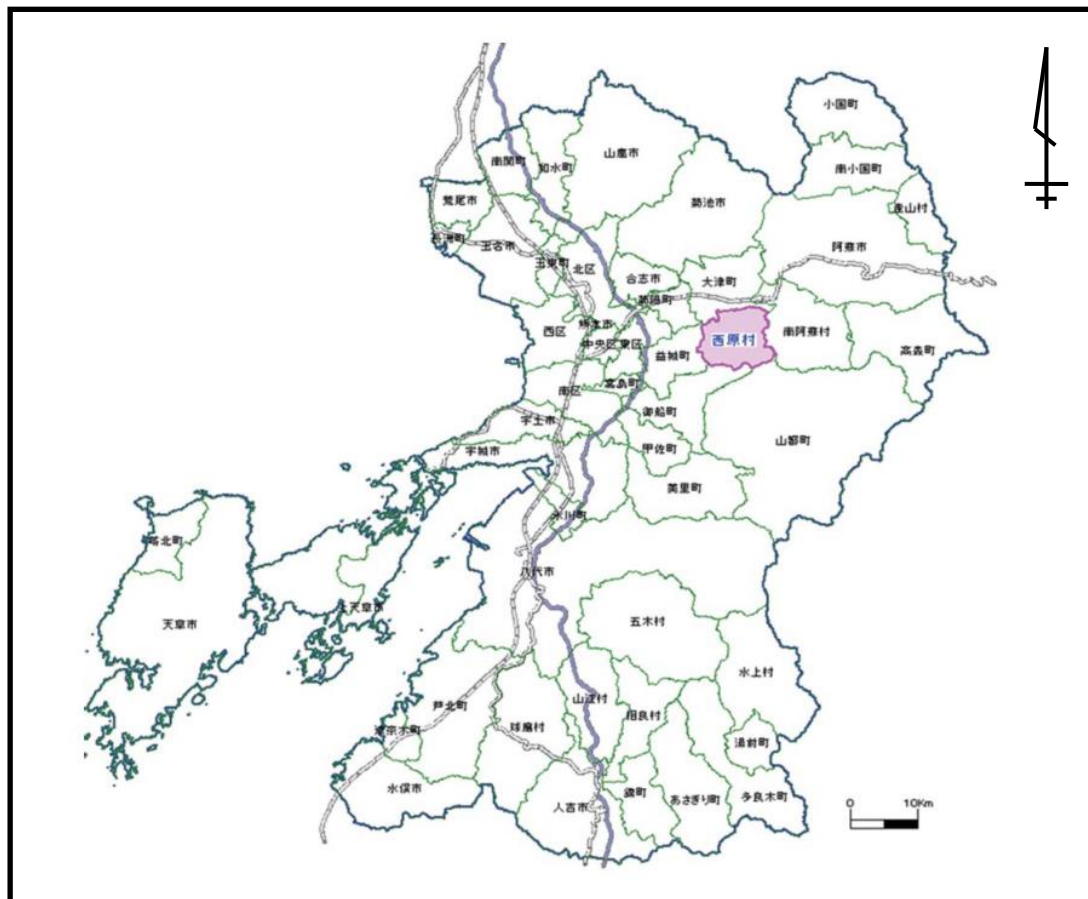 小国町
南小国町
産山村
山鹿市
和水町
南関町
荒尾市
長洲町
玉名市
玉東町
菊池市
阿蘇市
北区
合志市
大津町
菊陽町
西区
熊本市
中央区
東区
益城町
西原村
南阿蘇村
高森町
南区
嘉島町
御船町
宇土市
宇城市
甲佐町
山都町
美里町
氷川町
八代市
苓北町
天草市
上天草市
五木村
水上村
芦北町
球磨村
山江村
相良村
津奈木町
湯前町
水俣市
人吉市
錦町
あさぎり町
多良木町
0 10Km